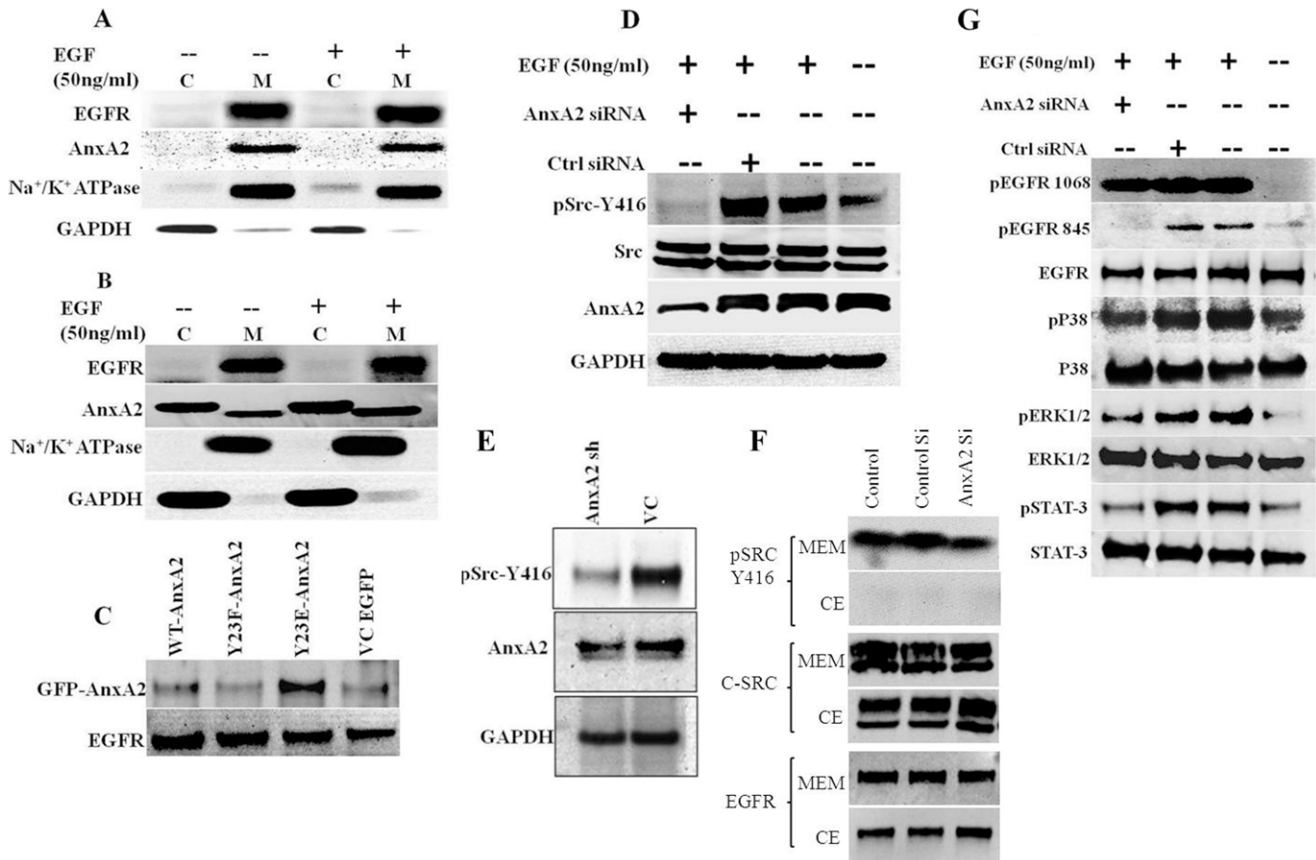 A
EGF -- -- + +
(50ng/ml) C M C M
EGFR
AnxA2
Na⁺/K⁺ ATPase
GAPDH
B
EGF -- -- + +
(50ng/ml) C M C M
EGFR
AnxA2
Na⁺/K⁺ ATPase
GAPDH
C
WT-AnxA2
Y23F-AnxA2
Y23E-AnxA2
VC EGFP
GFP-AnxA2
EGFR
D
EGF (50ng/ml) + + + --
AnxA2 siRNA + -- -- --
Ctrl siRNA -- + -- --
pSrc-Y416
Src
AnxA2
GAPDH
E
AnxA2 sh
VC
pSrc-Y416
AnxA2
GAPDH
F
Control
Control Si
AnxA2 Si
pSRC
Y416
MEM
CE
C-SRC
MEM
CE
EGFR
MEM
CE
G
EGF (50ng/ml) + + + --
AnxA2 siRNA + -- -- --
Ctrl siRNA -- + -- --
pEGFR 1068
pEGFR 845
EGFR
pP38
P38
pERK1/2
ERK1/2
pSTAT-3
STAT-3